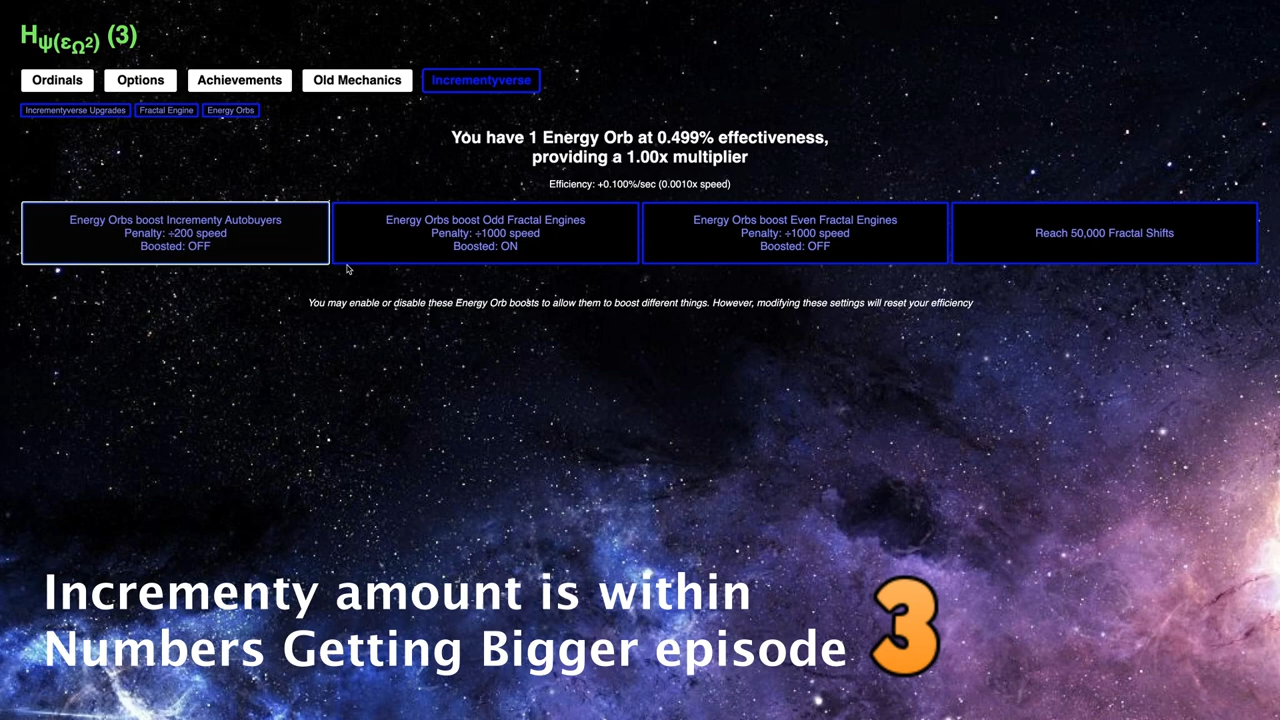 H_ψ(ε_Ω²) (3)
Ordinals Options Achievements Old Mechanics Incrementyverse
Incrementyverse Upgrades Fractal Engine Energy Orbs
You have 1 Energy Orb at 0.499% effectiveness,
providing a 1.00x multiplier
Efficiency: +0.100%/sec (0.0010x speed)
Energy Orbs boost Incrementy Autobuyers
Penalty: ÷200 speed
Boosted: OFF
Energy Orbs boost Odd Fractal Engines
Penalty: ÷1000 speed
Boosted: ON
Energy Orbs boost Even Fractal Engines
Penalty: ÷1000 speed
Boosted: OFF
Reach 50,000 Fractal Shifts
You may enable or disable these Energy Orb boosts to allow them to boost different things. However, modifying these settings will reset your efficiency
Incrementy amount is within
Numbers Getting Bigger episode 3